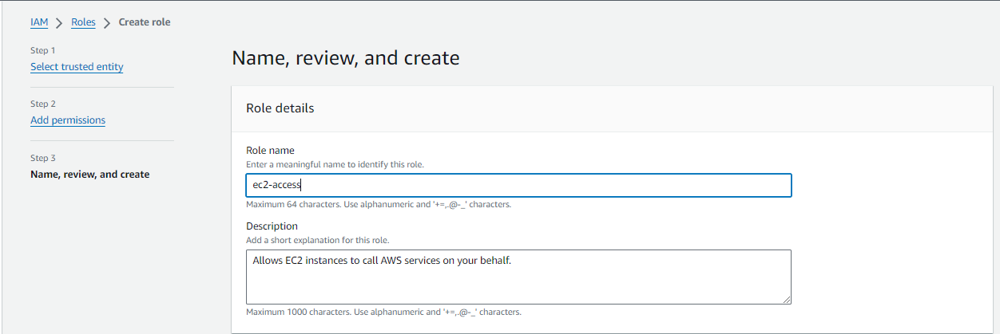 IAM > Roles > Create role
Step 1
Select trusted entity
Step 2
Add permissions
Step 3
Name, review, and create
Name, review, and create
Role details
Role name
Enter a meaningful name to identify this role.
ec2-access
Maximum 64 characters. Use alphanumeric and '+=,.@-_' characters.
Description
Add a short explanation for this role.
Allows EC2 instances to call AWS services on your behalf.
Maximum 1000 characters. Use alphanumeric and '+=,.@-_' characters.